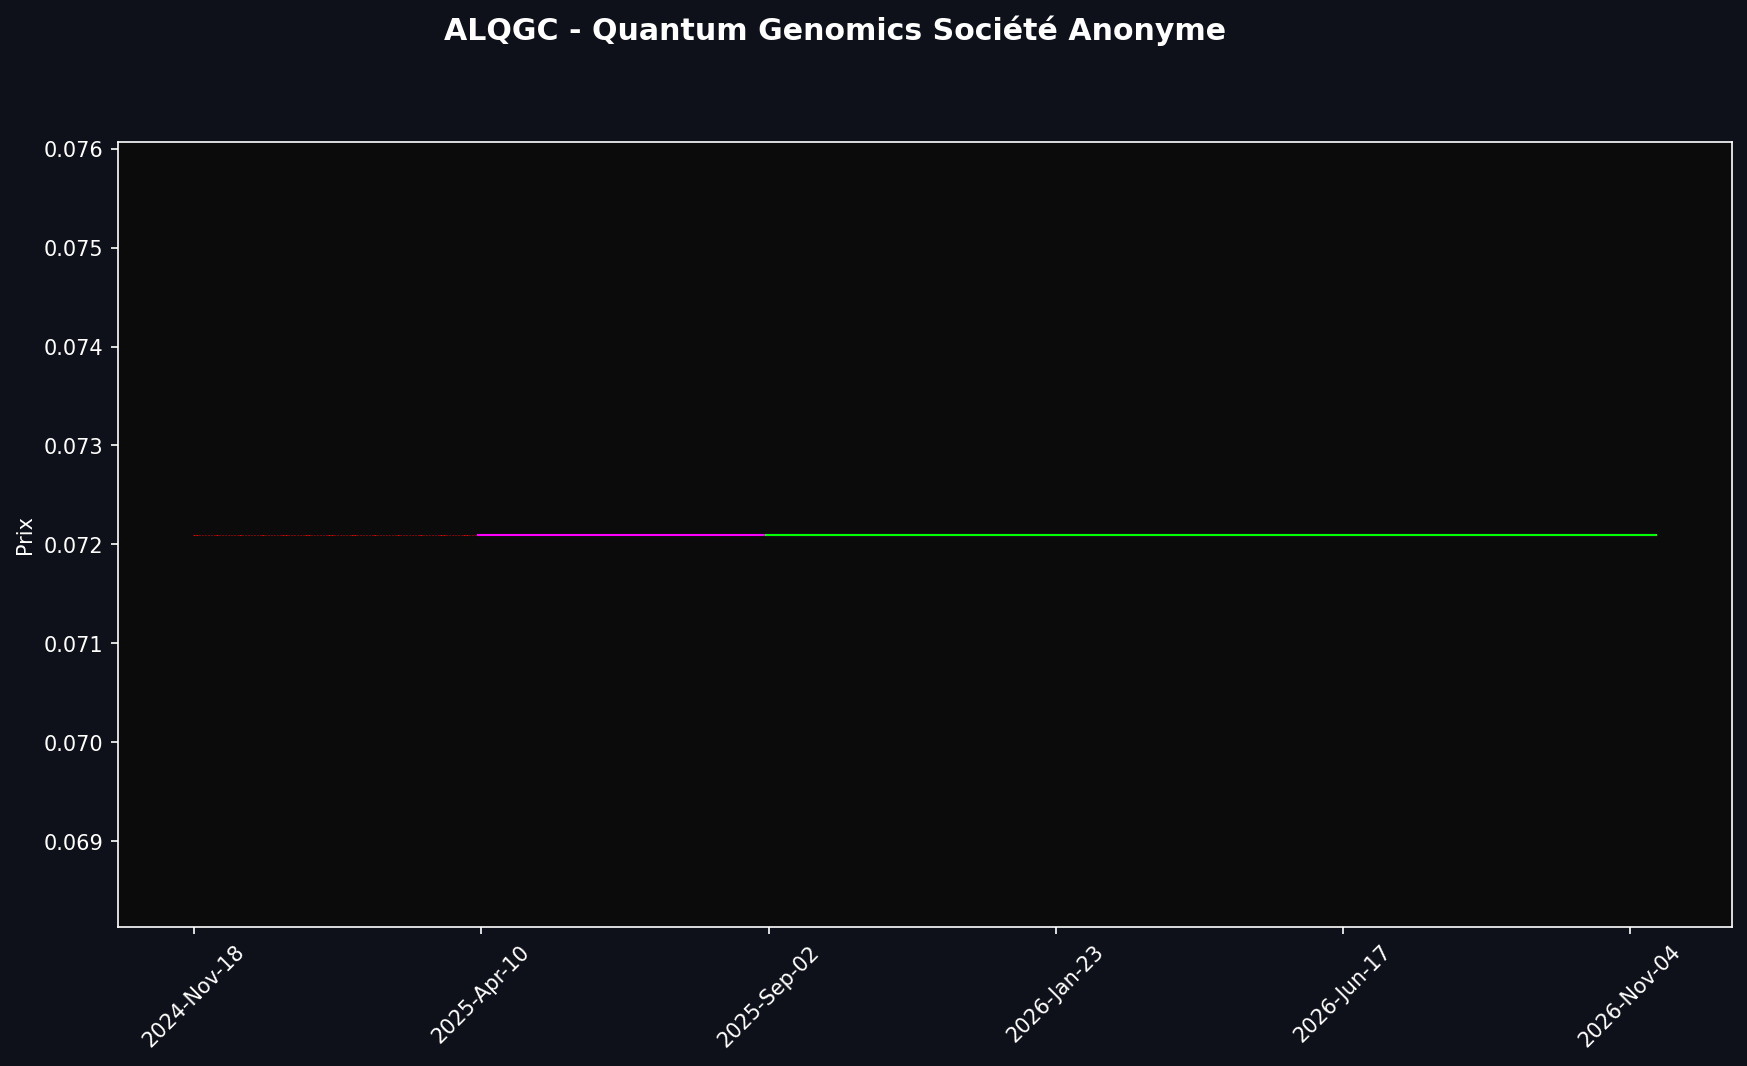 ALQGC - Quantum Genomics Société Anonyme
0.076
0.075
0.074
0.073
0.072
0.071
0.070
0.069
Prix
2024-Nov-18
2025-Apr-10
2025-Sep-02
2026-Jan-23
2026-Jun-17
2026-Nov-04